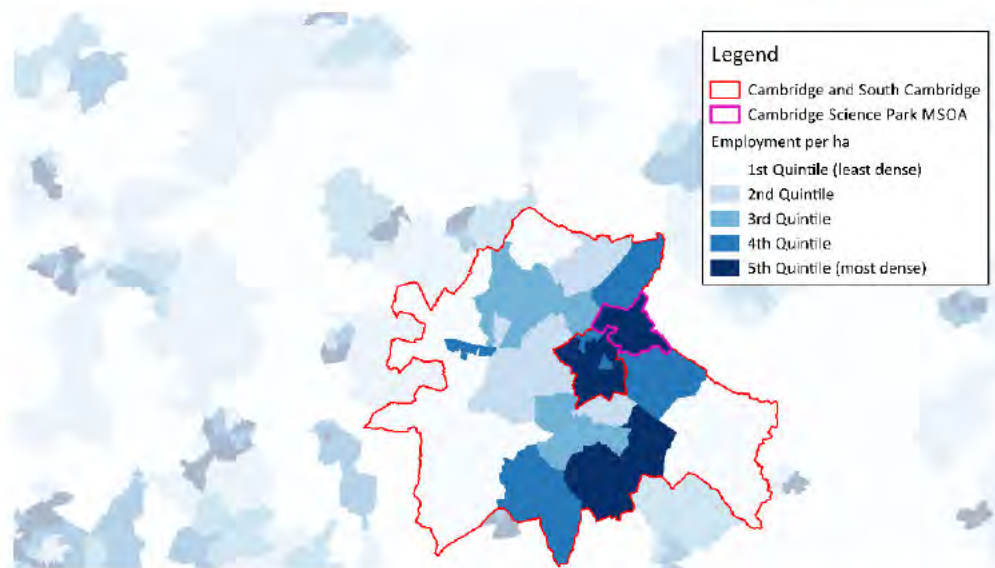 Legend
Cambridge and South Cambridge
Cambridge Science Park MSOA
Employment per ha
1st Quintile (least dense)
2nd Quintile
3rd Quintile
4th Quintile
5th Quintile (most dense)